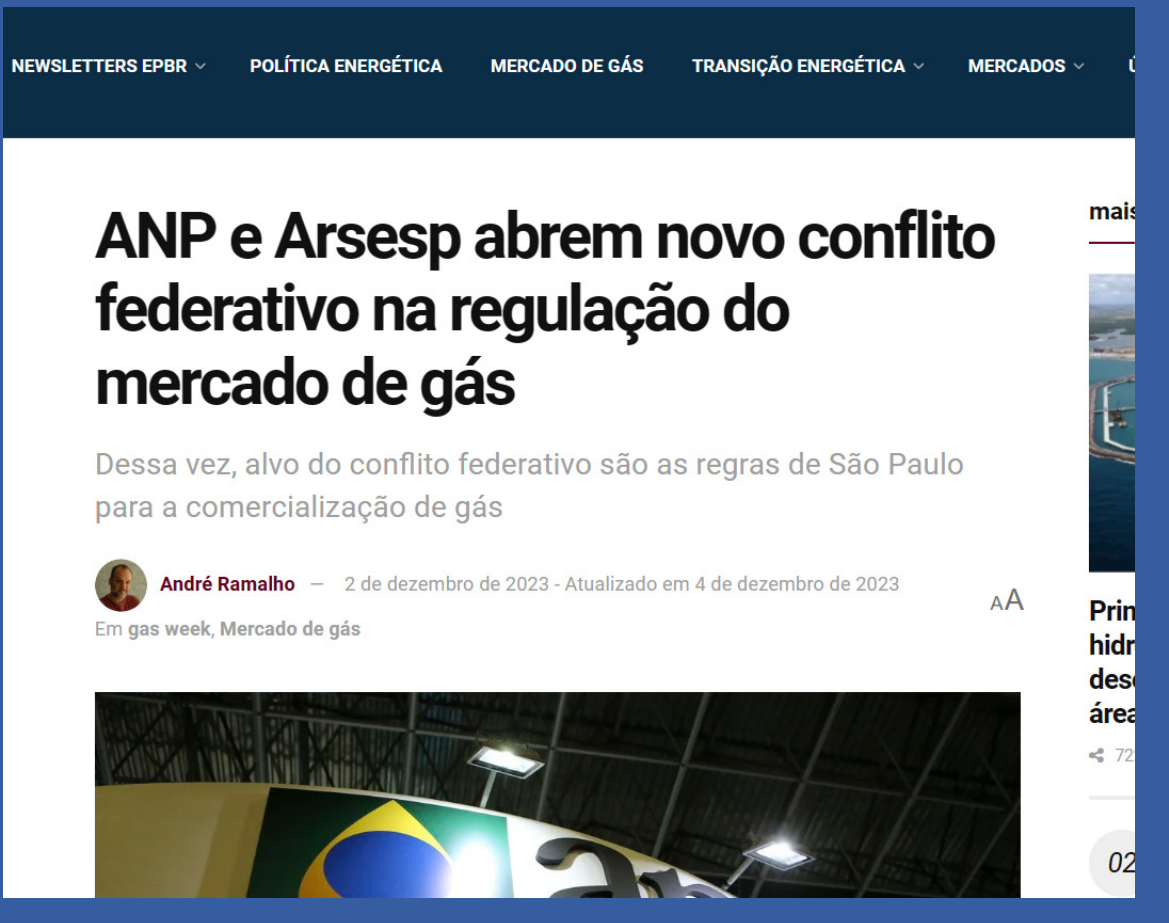 NEWSLETTERS EPBR POLÍTICA ENERGÉTICA MERCADO DE GÁS TRANSIÇÃO ENERGÉTICA MERCADOS
ANP e Arsesp abrem novo conflito
federativo na regulação do
mercado de gás
Dessa vez, alvo do conflito federativo são as regras de São Paulo
para a comercialização de gás
André Ramalho — 2 de dezembro de 2023 - Atualizado em 4 de dezembro de 2023
AA
Em gas week, Mercado de gás
mais
02